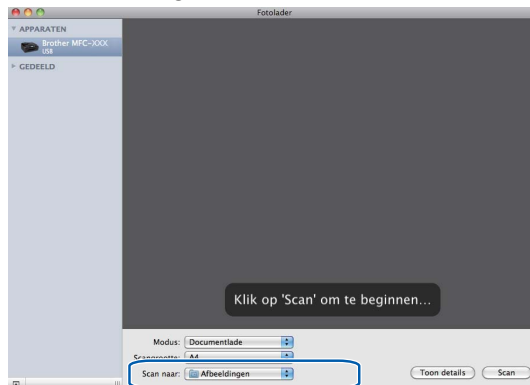 Fotolader
APPARATEN
Brother MFC-XXX
USB
GEDEELD
Klik op 'Scan' om te beginnen...
Modus: Documentlade
Scangrootte: A4
Scan naar: Afbeeldingen
Toon details Scan